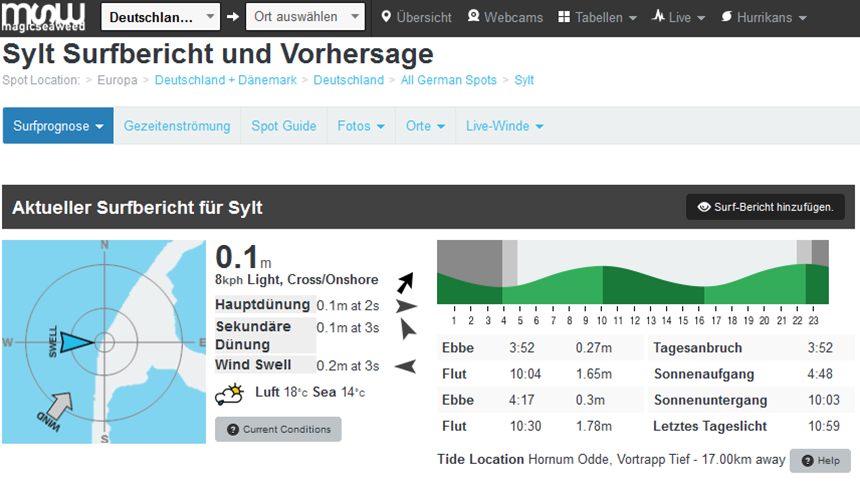 msw
magicseaweed
Deutschlan... Ort auswählen Übersicht Webcams Tabellen Live Hurrikans
Sylt Surfbericht und Vorhersage
Spot Location: > Europa > Deutschland + Dänemark > Deutschland > All German Spots > Sylt
Surfprognose Gezeitenströmung Spot Guide Fotos Orte Live-Winde
Aktueller Surfbericht für Sylt
Surf-Bericht hinzufügen.
N
W
E
S
SWELL
WIND
0.1m
8kph Light, Cross/Onshore
Hauptdünung 0.1m at 2s
Sekundäre Dünung 0.1m at 3s
Wind Swell 0.2m at 3s
Luft 18°c Sea 14°c
Current Conditions
1 2 3 4 5 6 7 8 9 10 11 12 13 14 15 16 17 18 19 20 21 22 23
Ebbe 3:52 0.27m Tagesanbruch 3:52
Flut 10:04 1.65m Sonnenaufgang 4:48
Ebbe 4:17 0.3m Sonnenuntergang 10:03
Flut 10:30 1.78m Letztes Tageslicht 10:59
Tide Location Hornum Odde, Vortrapp Tief - 17.00km away Help